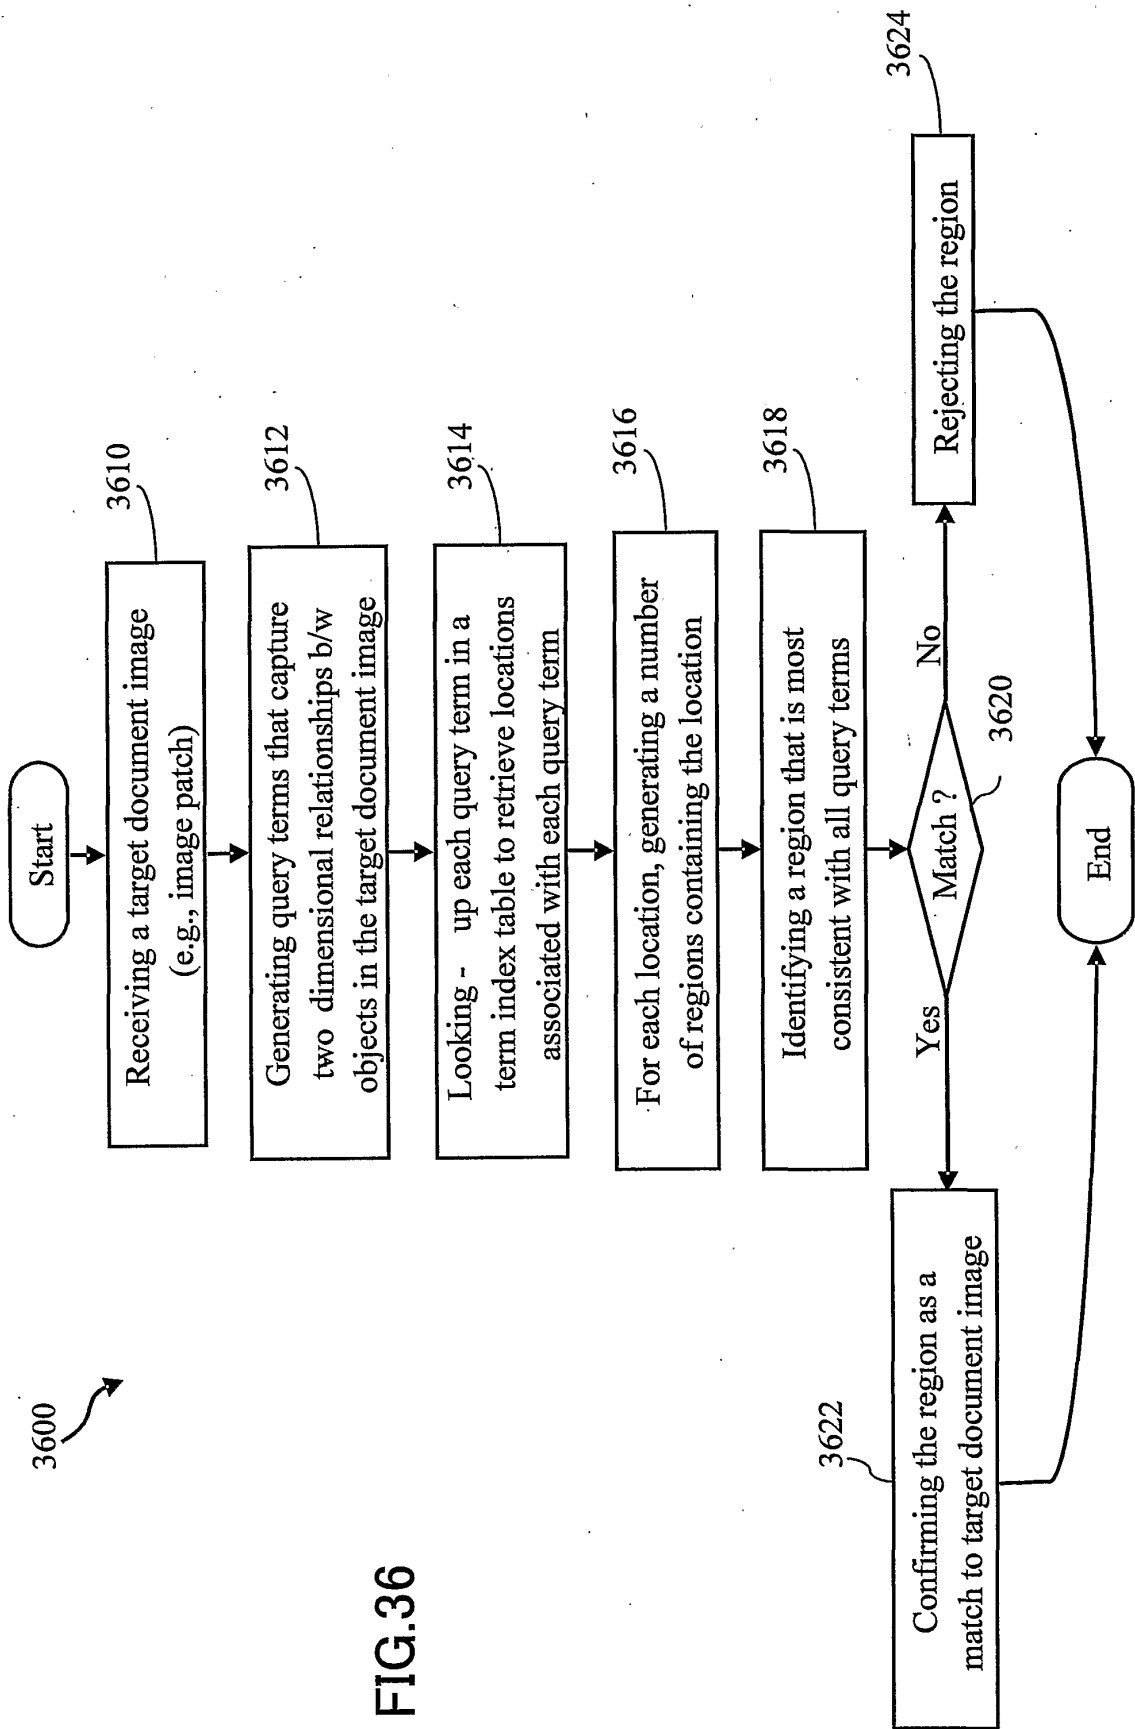 3600
Start
3610
Receiving a target document image
(e.g., image patch)
3612
Generating query terms that capture
two dimensional relationships b/w
objects in the target document image
3614
Looking - up each query term in a
term index table to retrieve locations
associated with each query term
3616
For each location, generating a number
of regions containing the location
3618
Identifying a region that is most
consistent with all query terms
Match ?
3620
Yes
No
3622
Confirming the region as a
match to target document image
3624
Rejecting the region
End
FIG.36